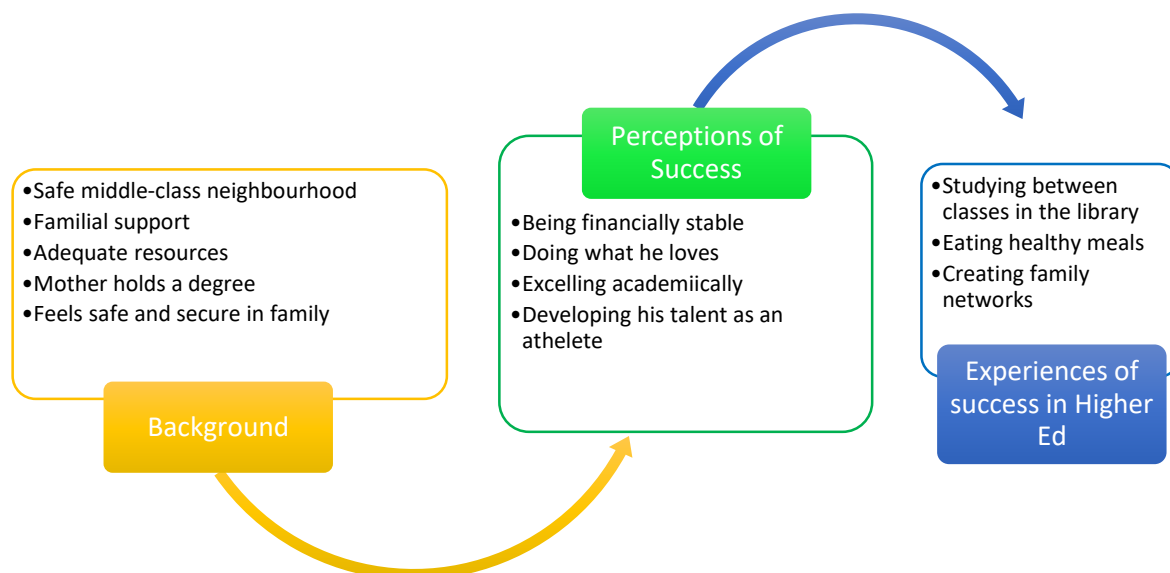 •Safe middle-class neighbourhood
•Familial support
•Adequate resources
•Mother holds a degree
•Feels safe and secure in family
Background
Perceptions of
Success
•Being financially stable
•Doing what he loves
•Excelling academiically
•Developing his talent as an
athelete
•Studying between
classes in the library
•Eating healthy meals
•Creating family
networks
Experiences of
success in Higher
Ed